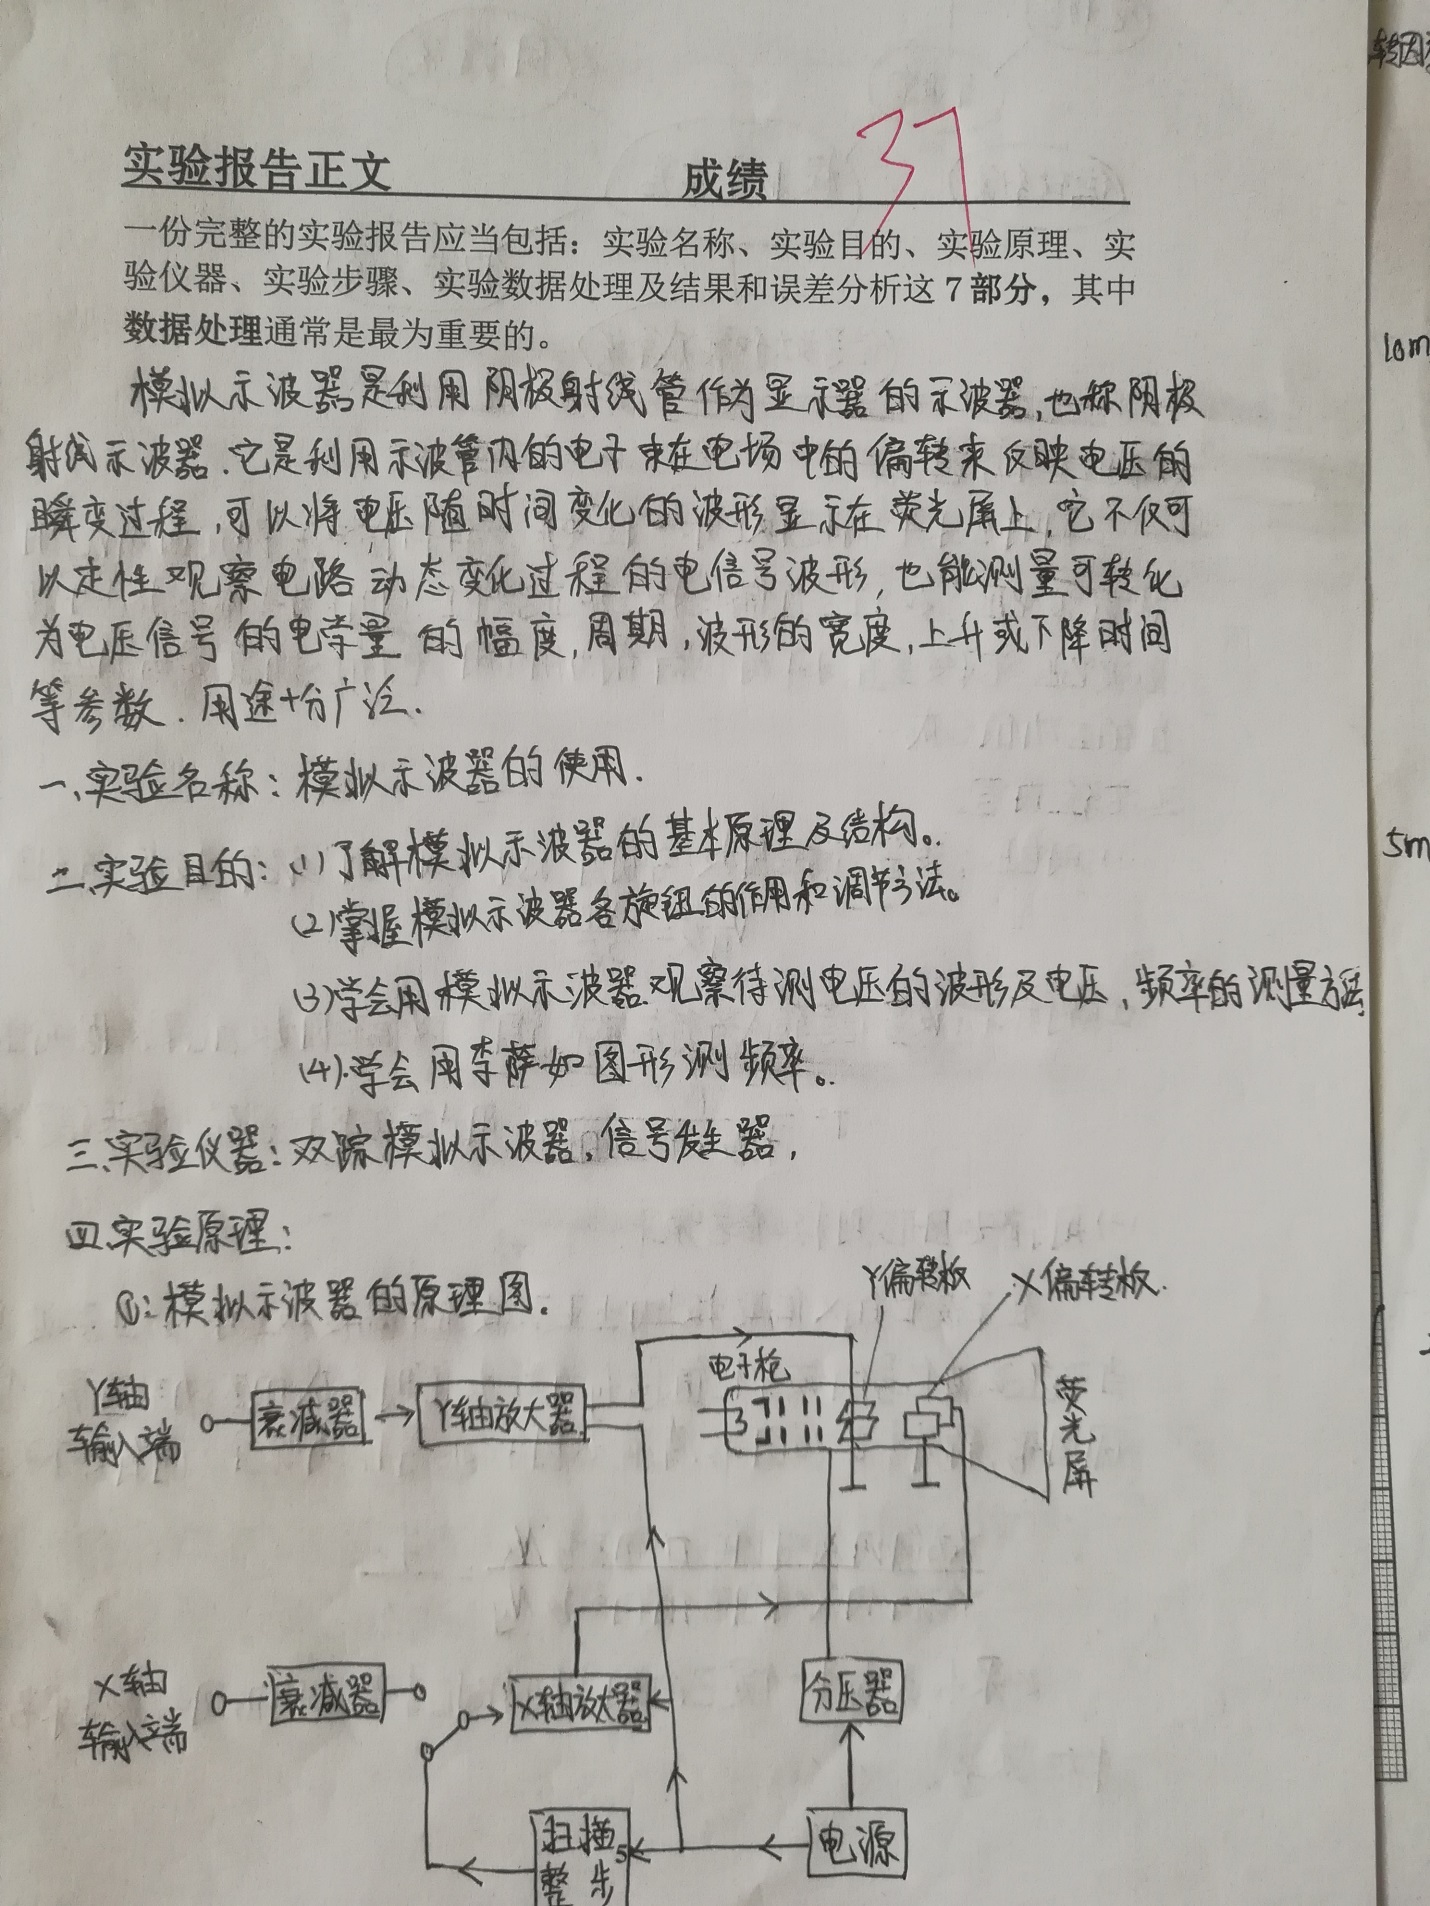 实验报告正文 成绩 37
一份完整的实验报告应当包括：实验名称、实验目的、实验原理、实
验仪器、实验步骤、实验数据处理及结果和误差分析这 7 部分，其中
数据处理通常是最为重要的。
模拟示波器是利用阴极射线管作为显示器的示波器，也称阴极
射线示波器．它是利用示波管内的电子束在电场中的偏转来反映电压的
瞬变过程，可以将电压随时间变化的波形显示在荧光屏上，它不仅可
以定性观察电路动态变化过程的电信号波形，也能测量可转化
为电压信号的电学量的幅度，周期，波形的宽度，上升或下降时间
等参数．用途十分广泛．
一、实验名称：模拟示波器的使用．
二、实验目的：(1)了解模拟示波器的基本原理及结构。
(2)掌握模拟示波器各旋钮的作用和调节方法。
(3)学会用模拟示波器观察待测电压的波形及电压，频率的测量方法
(4)．学会用李萨如图形测频率。
三、实验仪器：双踪模拟示波器，信号发生器，
四、实验原理：
①：模拟示波器的原理图．
Y偏转板
X偏转板．
电子枪
Y轴
输入端
衰减器
Y轴放大器
荧光屏
X轴
输入端
衰减器
X轴放大器
分压器
扫描
整步
电源
转因
10m
5m